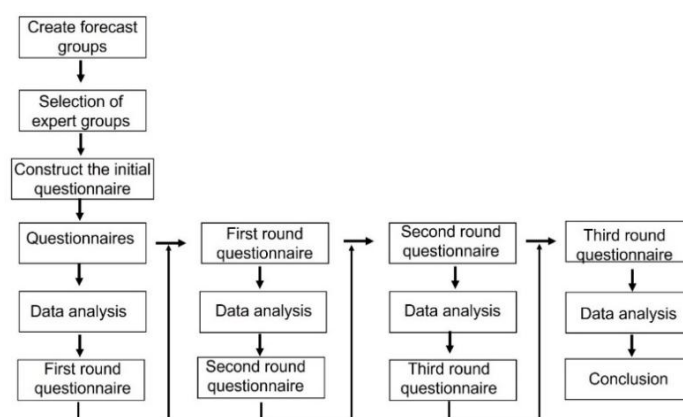 Create forecast
groups
Selection of
expert groups
Construct the initial
questionnaire
Questionnaires
Data analysis
First round
questionnaire
First round
questionnaire
Data analysis
Second round
questionnaire
Second round
questionnaire
Data analysis
Third round
questionnaire
Third round
questionnaire
Data analysis
Conclusion